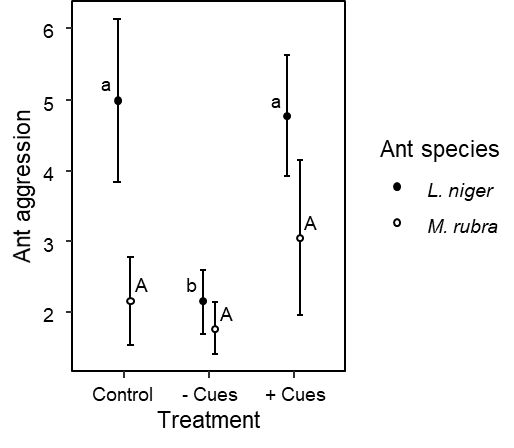 6
5
4
3
2
Ant aggression
a
A
b
A
a
A
Control
- Cues
+ Cues
Treatment
Ant species
L. niger
M. rubra